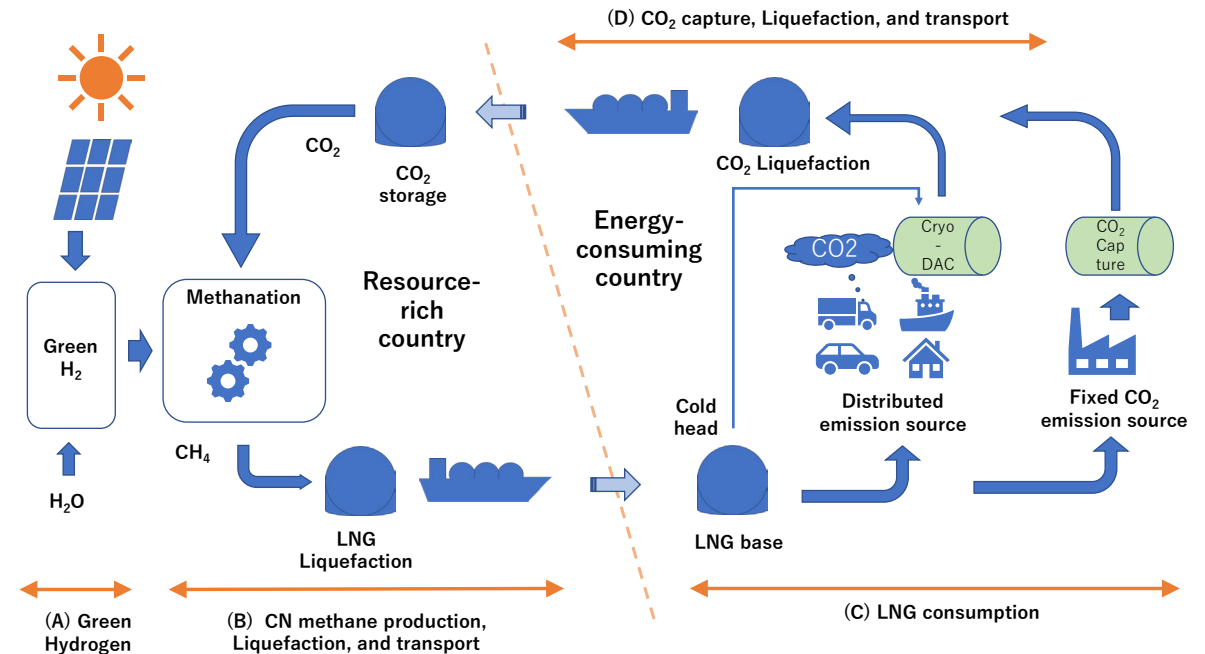 (D) CO₂ capture, Liquefaction, and transport
CO₂
CO₂
storage
CO₂ Liquefaction
Energy-
consuming
country
CO2
Cryo
-
DAC
CO₂
Cap
ture
Methanation
Resource-
rich
country
Green
H₂
Cold
head
Distributed
emission source
Fixed CO₂
emission source
CH₄
H₂O
LNG
Liquefaction
LNG base
(A) Green
Hydrogen
(B) CN methane production,
Liquefaction, and transport
(C) LNG consumption